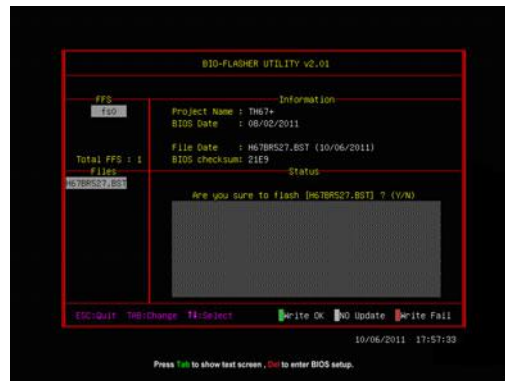 BIO-FLASHER UTILITY v2.01
FFS
fs0
Total FFS : 1
Files
H67BR527.BST
Information
Project Name : TH67+
BIOS Date : 08/02/2011
File Date : H67BR527.BST (10/06/2011)
BIOS checksum: 21E9
Status
Are you sure to flash [H67BR527.BST] ? (Y/N)
ESC:Quit TAB:Change ↑↓:Select Write OK NO Update Write Fail
10/06/2011 17:57:33
Press Tab to show text screen , Del to enter BIOS setup.